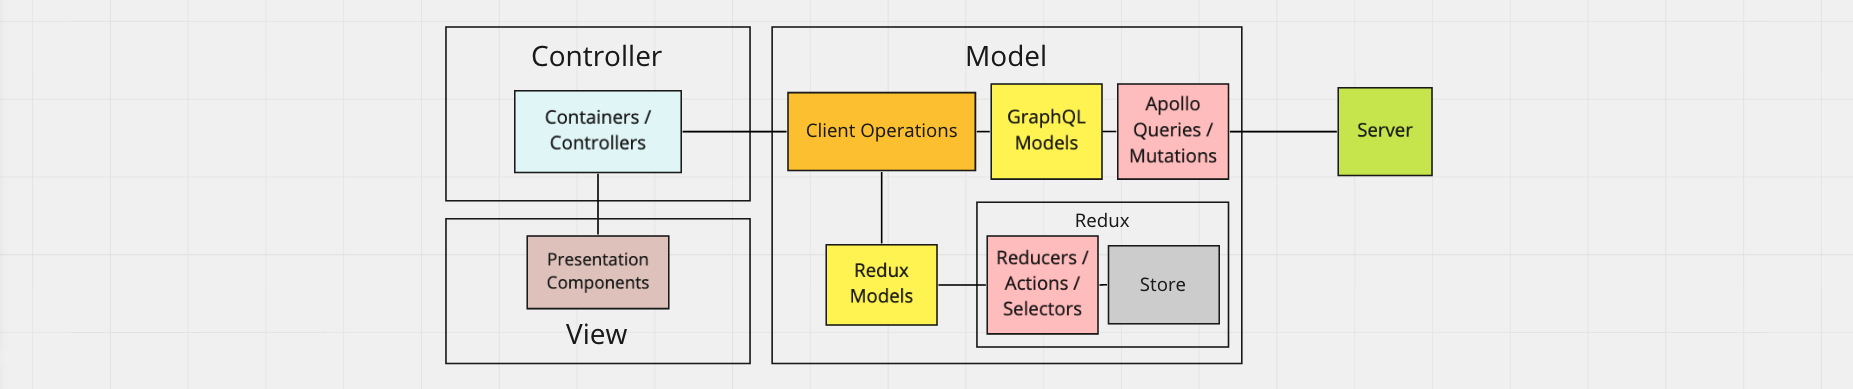 Controller
Containers /
Controllers
Presentation
Components
View
Model
Client Operations
GraphQL
Models
Apollo
Queries /
Mutations
Redux
Models
Redux
Reducers /
Actions /
Selectors
Store
Server